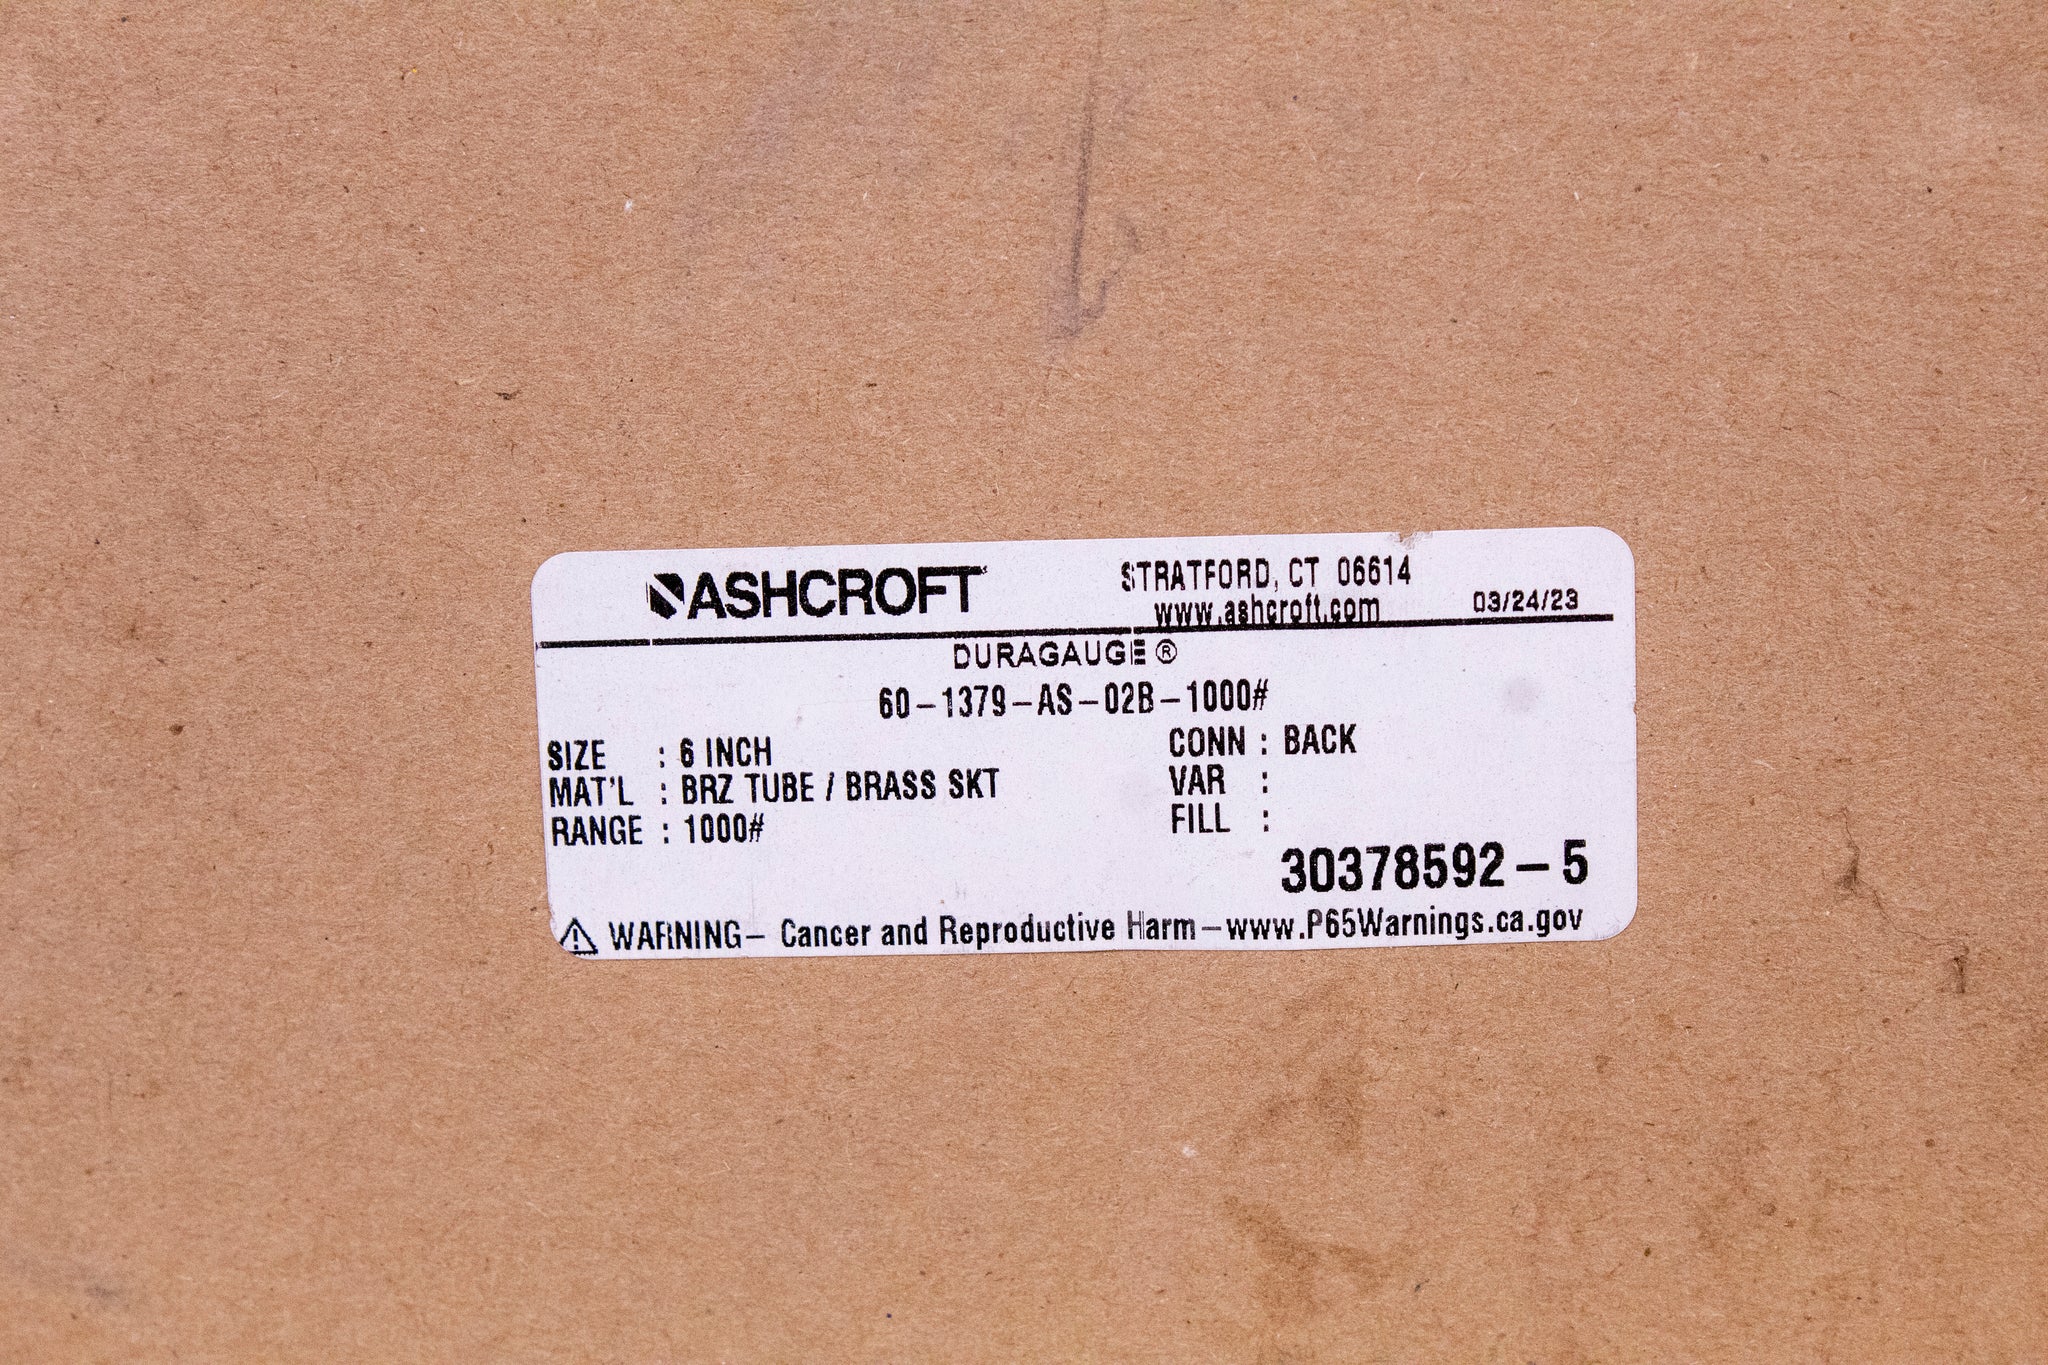 ASHCROFT
STRATFORD, CT 06614
www.ashcroft.com
03/24/23
DURAGAUGE ®
60-1379-AS-02B-1000#
SIZE : 6 INCH
MAT'L : BRZ TUBE / BRASS SKT
RANGE : 1000#
CONN : BACK
VAR :
FILL :
30378592-5
WARNING- Cancer and Reproductive Harm-www.P65Warnings.ca.gov